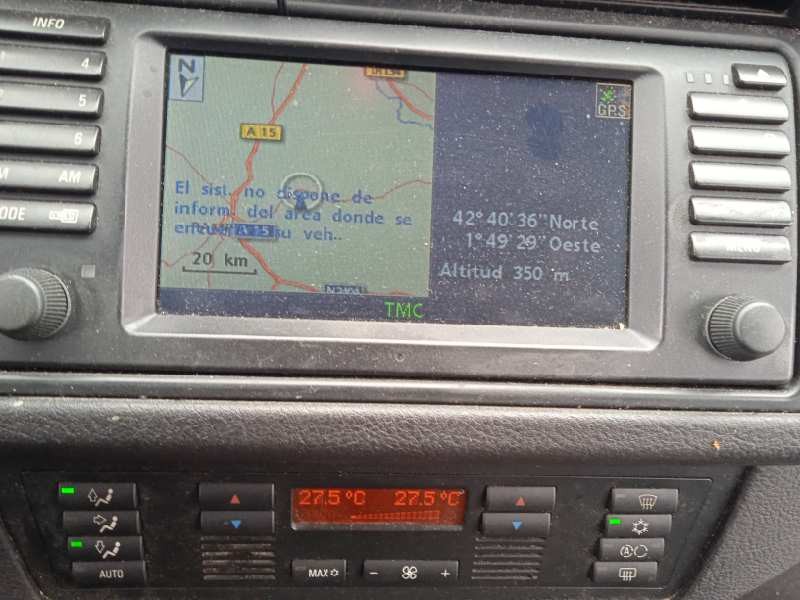 INFO
4
5
6
AM
MENU
N
A 15
GPS
El sist. no dispone de
inform. del área donde se
su veh..
A 15
20 km
42°40'36"Norte
1°49'29"Oeste
Altitud 350 m
TMC
27.5°C 27.5°C
AUTO
MAX
- +
A